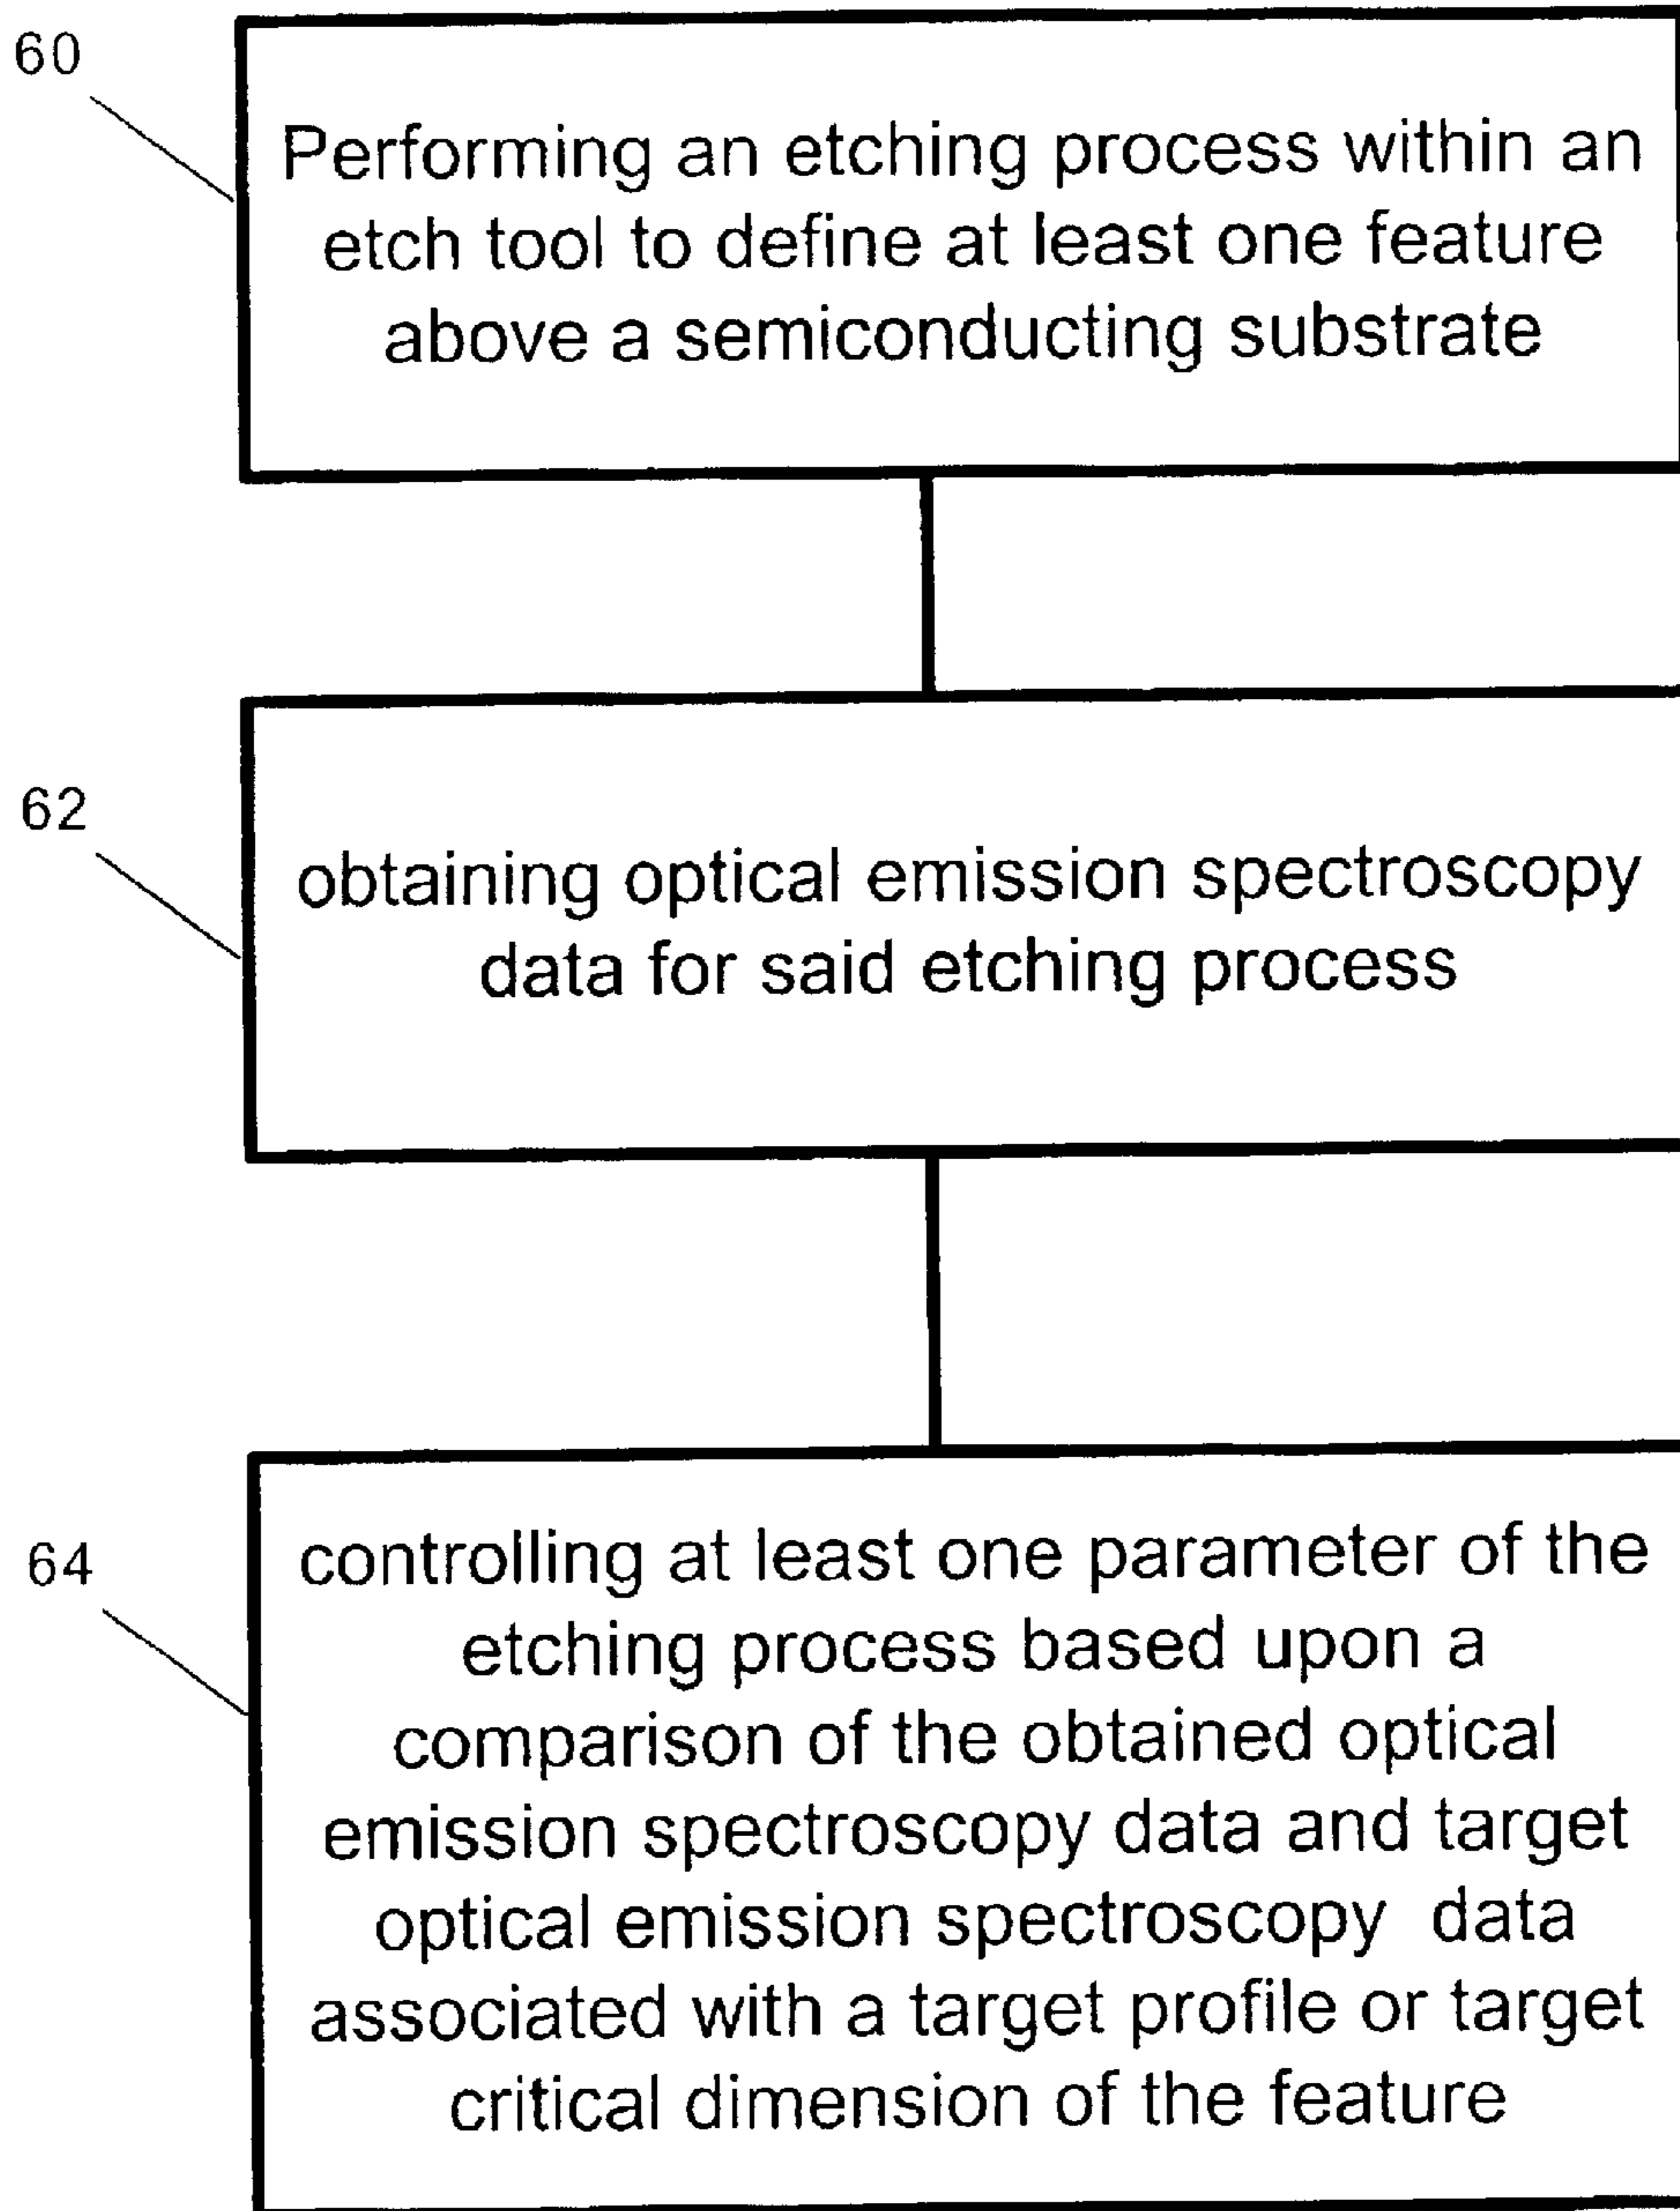 60
Performing an etching process within an
etch tool to define at least one feature
above a semiconducting substrate
62
obtaining optical emission spectroscopy
data for said etching process
64
controlling at least one parameter of the
etching process based upon a
comparison of the obtained optical
emission spectroscopy data and target
optical emission spectroscopy data
associated with a target profile or target
critical dimension of the feature